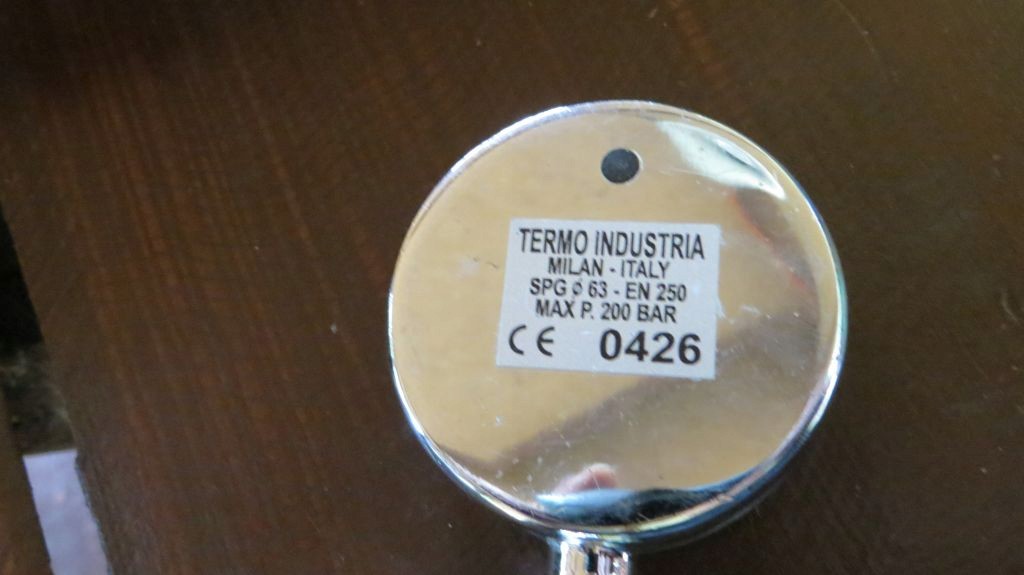 TERMO INDUSTRIA
MILAN - ITALY
SPG ø 63 - EN 250
MAX P. 200 BAR
CE 0426